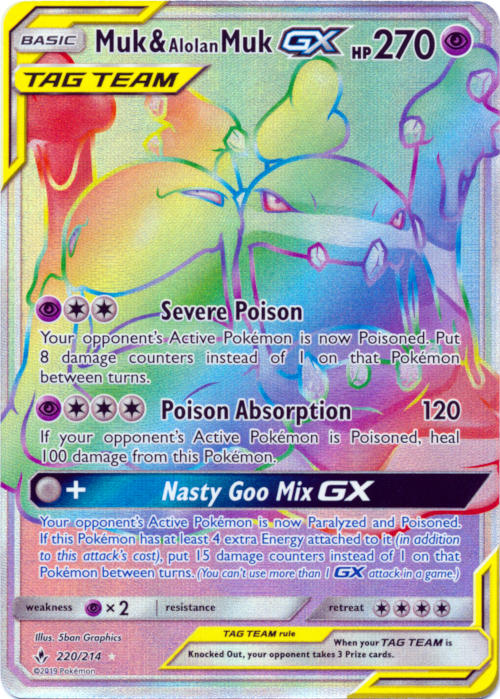 BASIC Muk & Alolan Muk GX HP 270
TAG TEAM
Severe Poison
Your opponent's Active Pokémon is now Poisoned. Put
8 damage counters instead of 1 on that Pokémon
between turns.
Poison Absorption 120
If your opponent's Active Pokémon is Poisoned, heal
100 damage from this Pokémon.
+ Nasty Goo Mix GX
Your opponent's Active Pokémon is now Paralyzed and Poisoned.
If this Pokémon has at least 4 extra Energy attached to it (in addition
to this attack's cost), put 15 damage counters instead of 1 on that
Pokémon between turns. (You can't use more than 1 GX attack in a game.)
weakness ×2 resistance retreat
Illus. 5ban Graphics
TAG TEAM rule
When your TAG TEAM is
Knocked Out, your opponent takes 3 Prize cards.
220/214
©2019 Pokémon